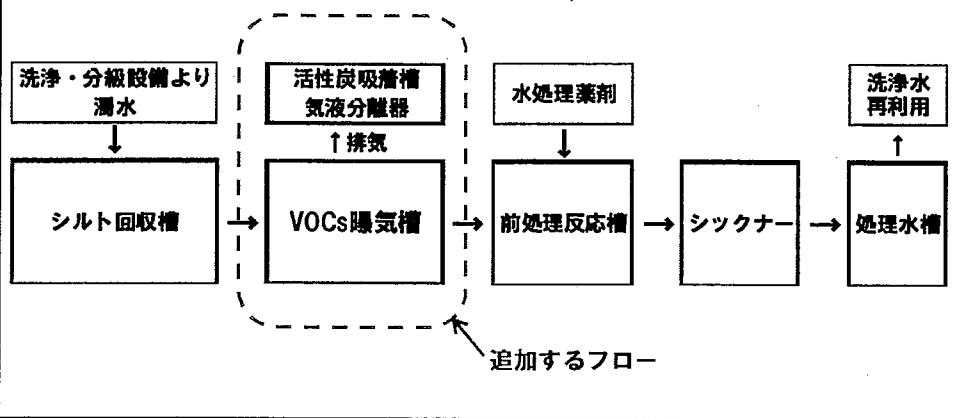 洗浄・分級設備より
濁水
活性炭吸着槽
気液分離器
↑排気
水処理薬剤
洗浄水
再利用
シルト回収槽
VOCs曝気槽
前処理反応槽
シックナー
処理水槽
追加するフロー